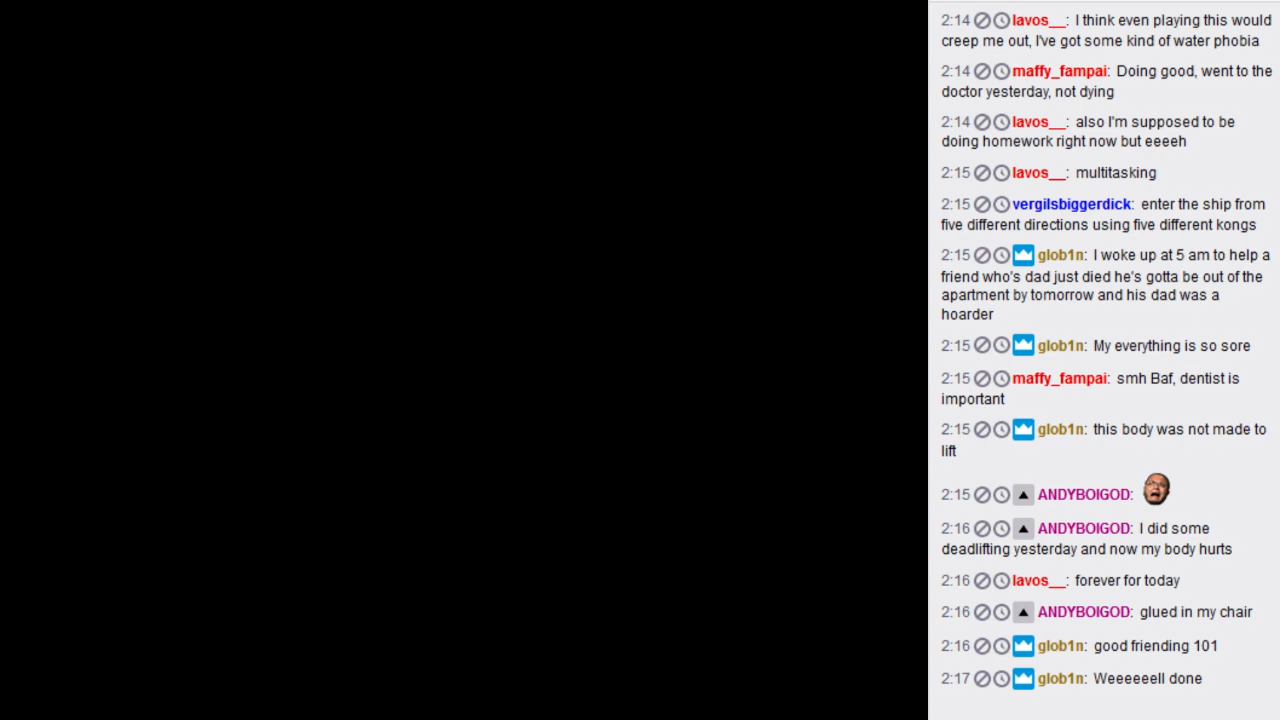 2:14 lavos__: I think even playing this would
creep me out, I've got some kind of water phobia
2:14 maffy_fampai: Doing good, went to the
doctor yesterday, not dying
2:14 lavos__: also I'm supposed to be
doing homework right now but eeeeh
2:15 lavos__: multitasking
2:15 vergilsbiggerdick: enter the ship from
five different directions using five different kongs
2:15 glob1n: I woke up at 5 am to help a
friend who's dad just died he's gotta be out of the
apartment by tomorrow and his dad was a
hoarder
2:15 glob1n: My everything is so sore
2:15 maffy_fampai: smh Baf, dentist is
important
2:15 glob1n: this body was not made to
lift
2:15 ANDYBOIGOD:
2:16 ANDYBOIGOD: I did some
deadlifting yesterday and now my body hurts
2:16 lavos__: forever for today
2:16 ANDYBOIGOD: glued in my chair
2:16 glob1n: good friending 101
2:17 glob1n: Weeeeeell done